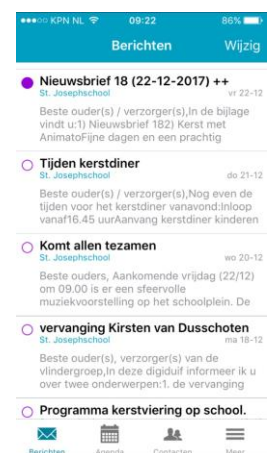 KPN NL 09:22 86%
Berichten Wijzig
Nieuwsbrief 18 (22-12-2017) ++
St. Josephschool vr 22-12
Beste ouder(s) / verzorger(s),In de bijlage
vindt u:1) Nieuwsbrief 182) Kerst met
AnimatoFijne dagen en een prachtig
Tijden kerstdiner
St. Josephschool do 21-12
Beste ouder(s) / verzorger(s),Nog even de
tijden voor het kerstdiner vanavond:Inloop
vanaf16.45 uurAanvang kerstdiner kinderen
Komt allen tezamen
St. Josephschool wo 20-12
Beste ouders, Aankomende vrijdag (22/12)
om 09.00 is er een sfeervolle
muziekvoorstelling op het schoolplein. De
vervanging Kirsten van Dusschoten
St. Josephschool ma 18-12
Beste ouder(s), verzorger(s) van de
vlindergroep,In deze digiduif informeer ik u
over twee onderwerpen:1. de vervanging
Programma kerstviering op school.
Berichten Agenda Contacten Meer